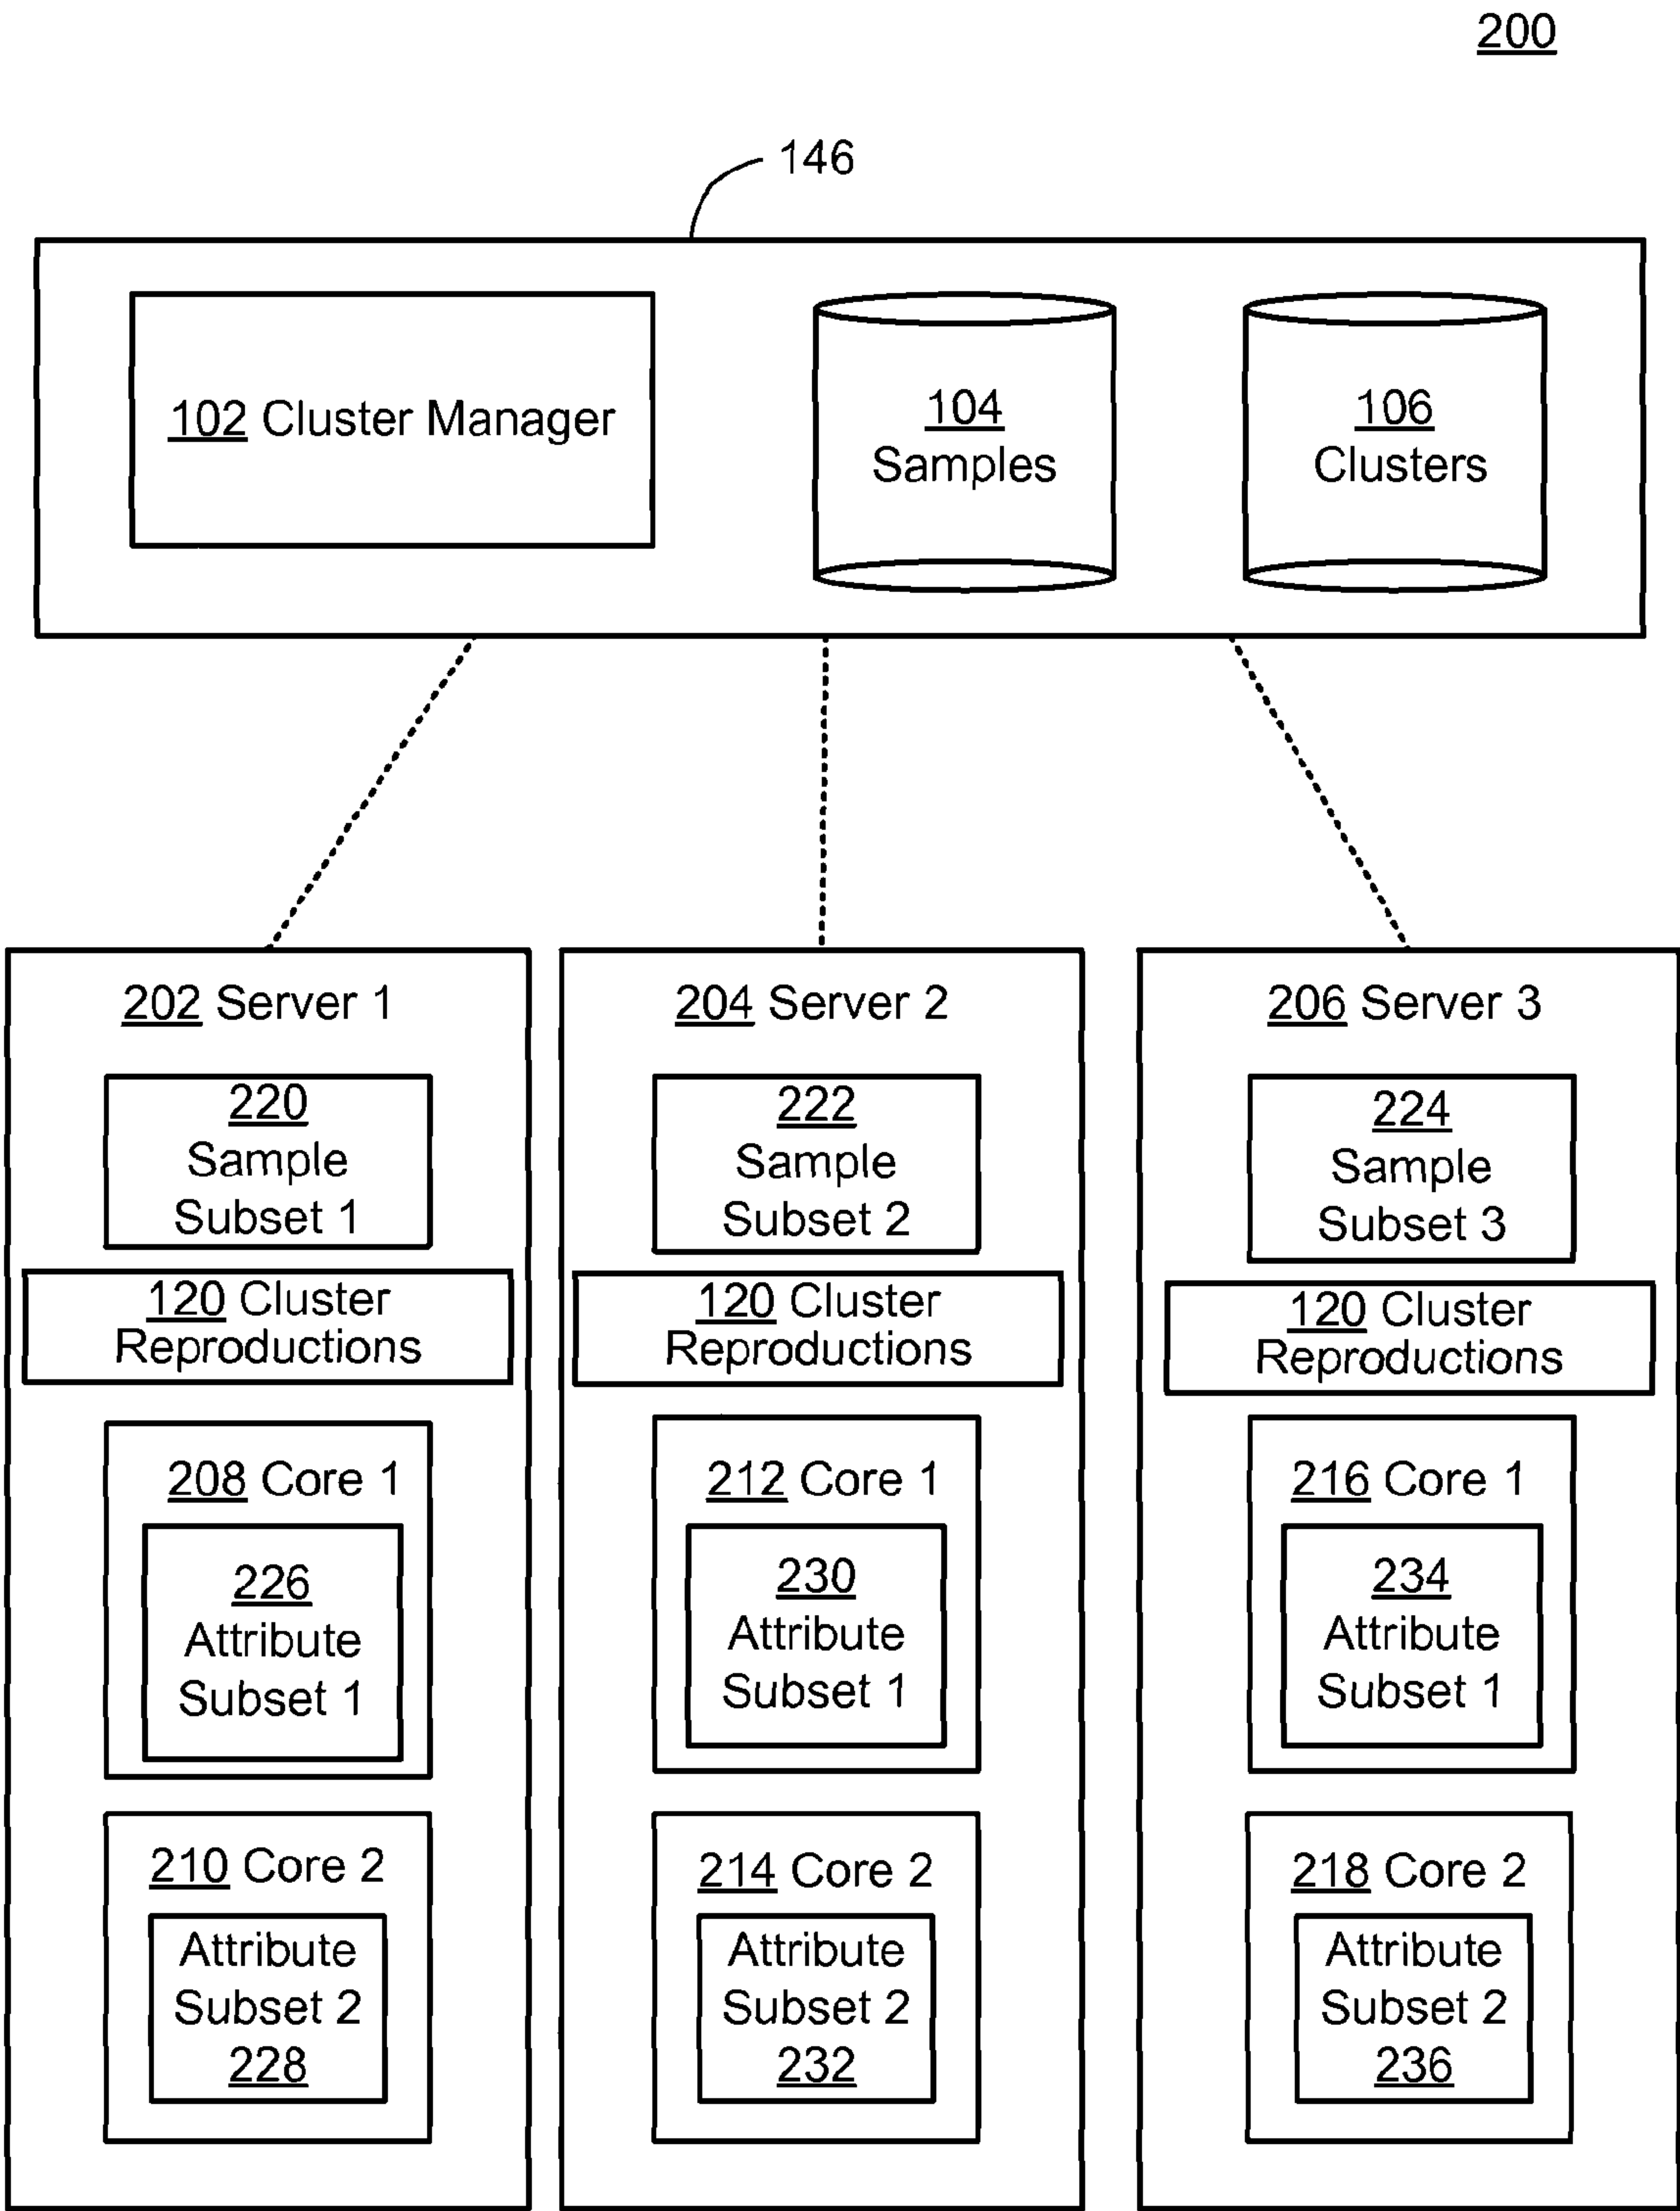 200
146
102 Cluster Manager
104
Samples
106
Clusters
202 Server 1
220
Sample
Subset 1
120 Cluster
Reproductions
208 Core 1
226
Attribute
Subset 1
210 Core 2
Attribute
Subset 2
228
204 Server 2
222
Sample
Subset 2
120 Cluster
Reproductions
212 Core 1
230
Attribute
Subset 1
214 Core 2
Attribute
Subset 2
232
206 Server 3
224
Sample
Subset 3
120 Cluster
Reproductions
216 Core 1
234
Attribute
Subset 1
218 Core 2
Attribute
Subset 2
236